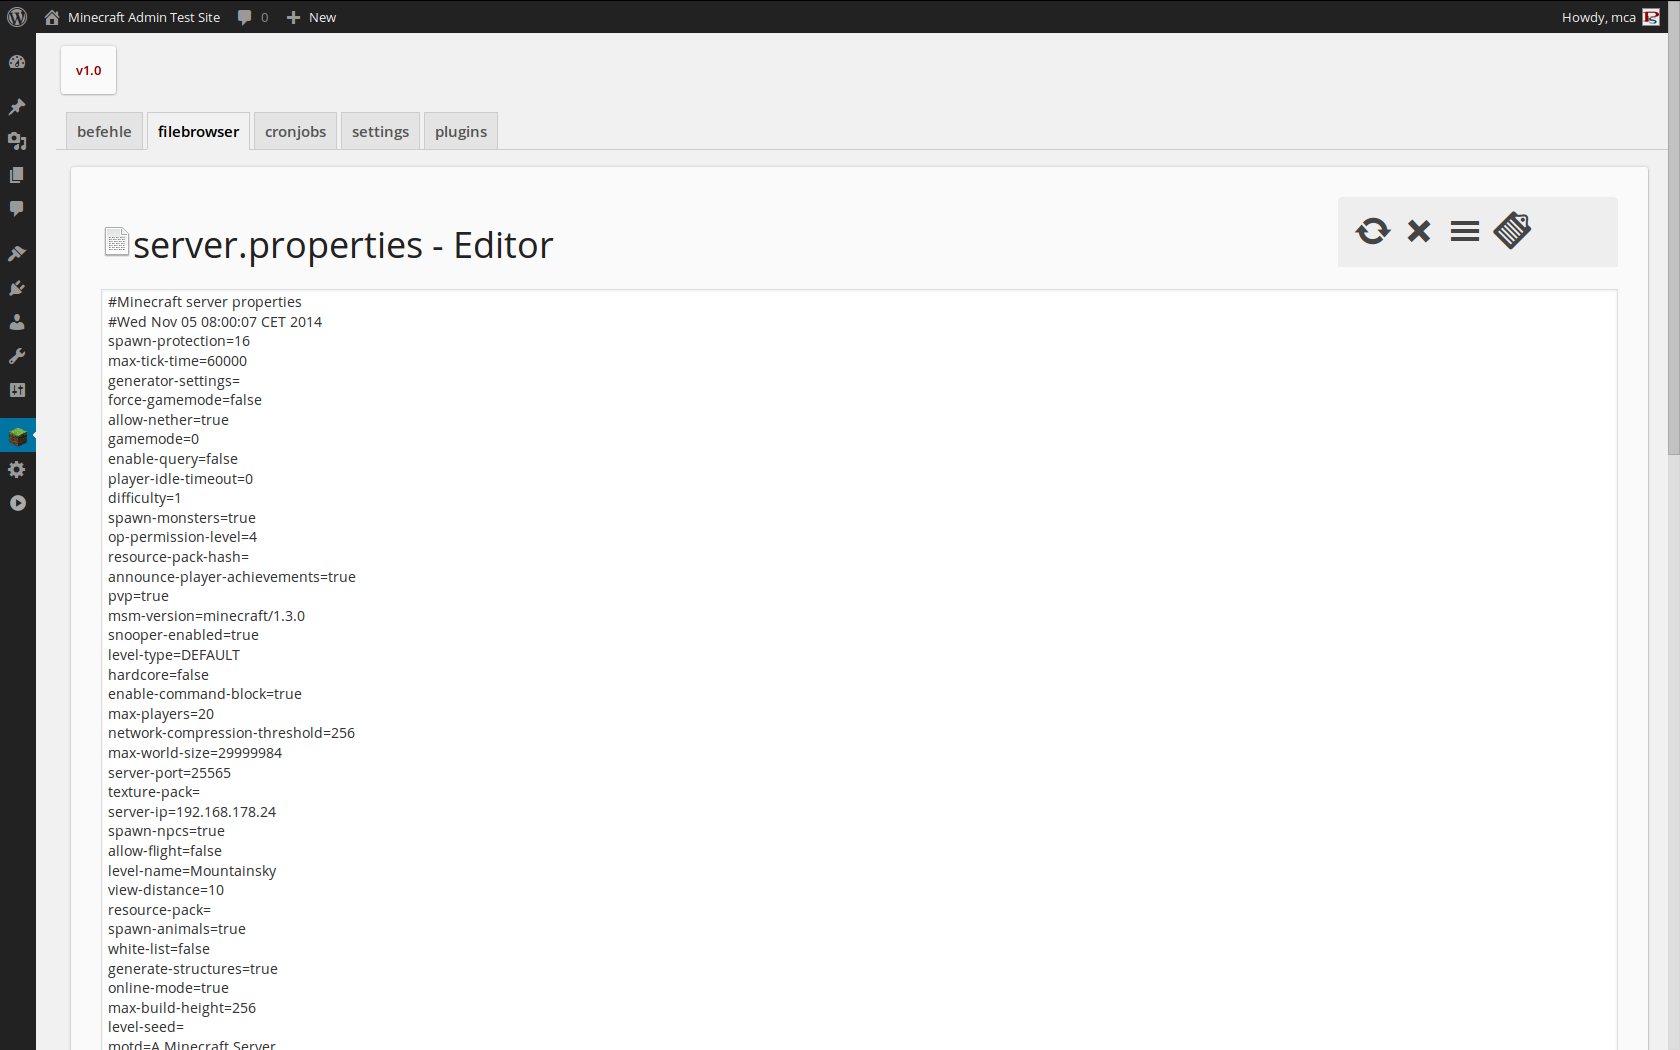 Minecraft Admin Test Site 0 New Howdy, mca
v1.0
befehle filebrowser cronjobs settings plugins
server.properties - Editor
#Minecraft server properties
#Wed Nov 05 08:00:07 CET 2014
spawn-protection=16
max-tick-time=60000
generator-settings=
force-gamemode=false
allow-nether=true
gamemode=0
enable-query=false
player-idle-timeout=0
difficulty=1
spawn-monsters=true
op-permission-level=4
resource-pack-hash=
announce-player-achievements=true
pvp=true
msm-version=minecraft/1.3.0
snooper-enabled=true
level-type=DEFAULT
hardcore=false
enable-command-block=true
max-players=20
network-compression-threshold=256
max-world-size=29999984
server-port=25565
texture-pack=
server-ip=192.168.178.24
spawn-npcs=true
allow-flight=false
level-name=Mountainsky
view-distance=10
resource-pack=
spawn-animals=true
white-list=false
generate-structures=true
online-mode=true
max-build-height=256
level-seed=
motd=A Minecraft Server